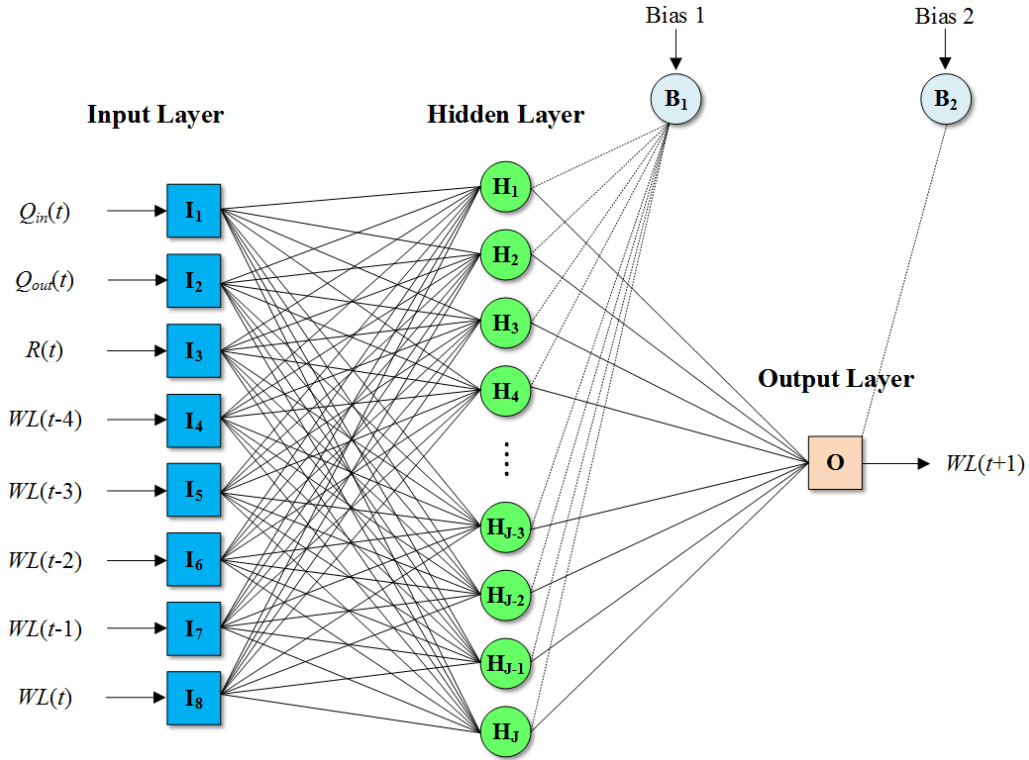 Bias 1
Bias 2
B1
B2
Input Layer
Hidden Layer
Qin(t)
I1
H1
Qout(t)
I2
H2
R(t)
I3
H3
WL(t-4)
I4
H4
Output Layer
WL(t-3)
I5
O
WL(t+1)
WL(t-2)
I6
HJ-3
WL(t-1)
I7
HJ-2
WL(t)
I8
HJ-1
HJ